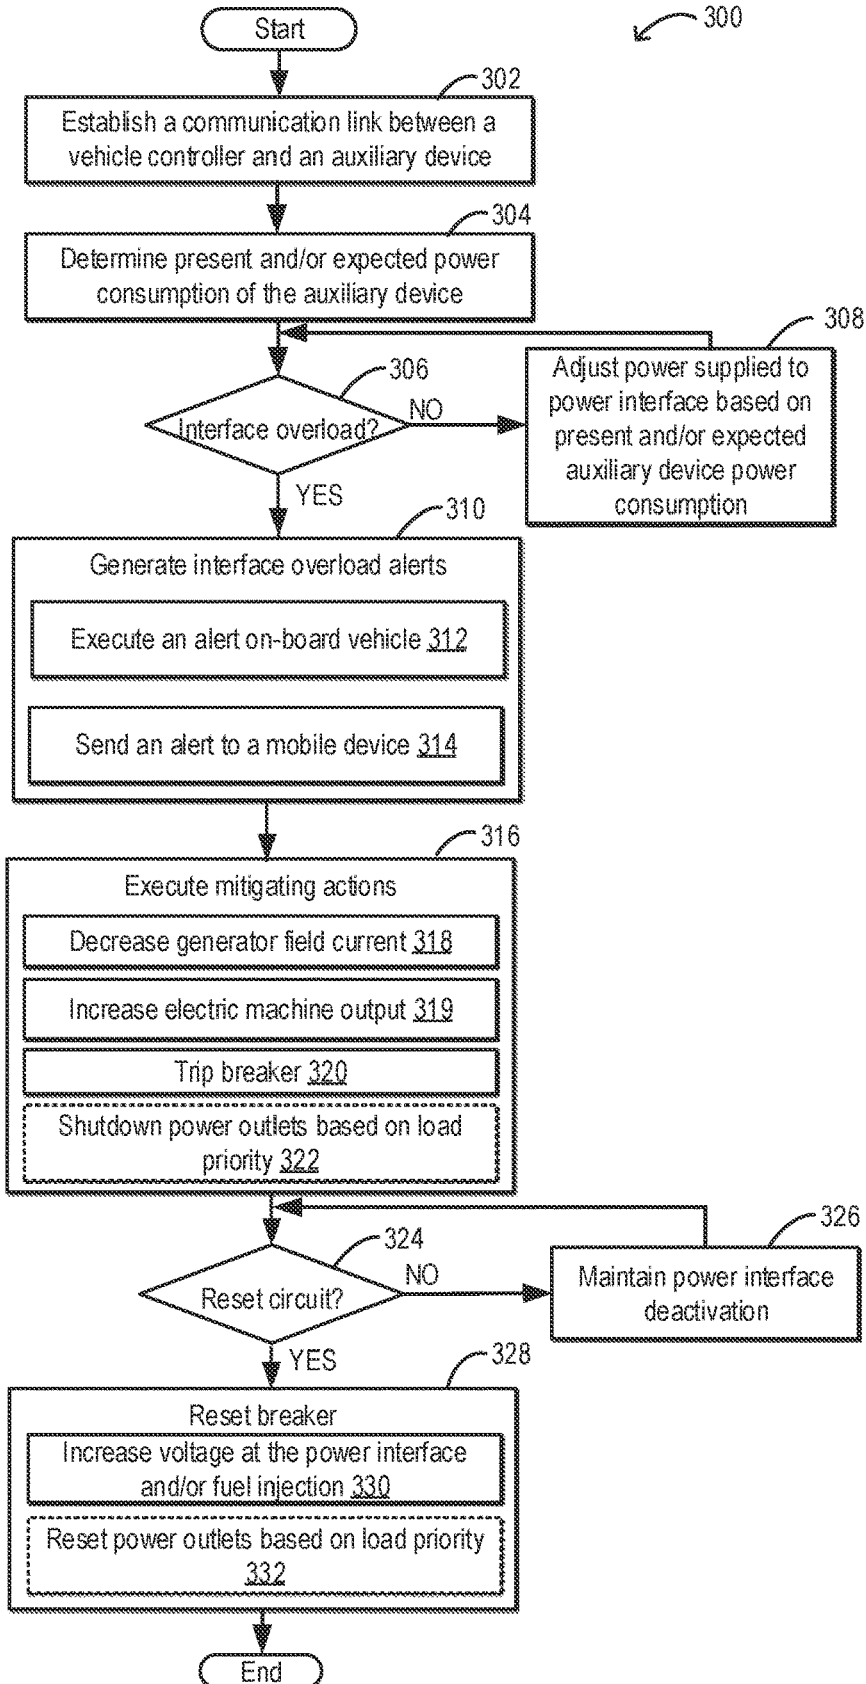 Start
300
302
Establish a communication link between a
vehicle controller and an auxiliary device
304
Determine present and/or expected power
consumption of the auxiliary device
308
Adjust power supplied to
power interface based on
present and/or expected
auxiliary device power
consumption
306
Interface overload?
NO
YES
310
Generate interface overload alerts
Execute an alert on-board vehicle 312
Send an alert to a mobile device 314
316
Execute mitigating actions
Decrease generator field current 318
Increase electric machine output 319
Trip breaker 320
Shutdown power outlets based on load
priority 322
324
Reset circuit?
NO
326
Maintain power interface
deactivation
YES
328
Reset breaker
Increase voltage at the power interface
and/or fuel injection 330
Reset power outlets based on load priority
332
End